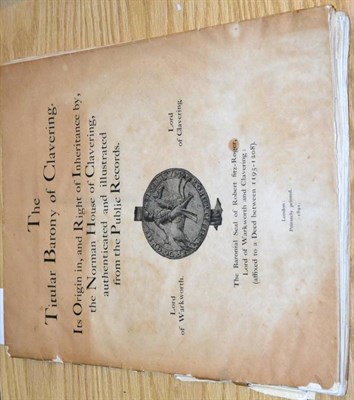 The
Titular Barony of Clavering.
Its Origin in, and Right of Inheritance by,
the Norman House of Clavering,
authenticated and illustrated
from the Public Records.
Lord
of Warkworth.
Lord
of Clavering.
The Baronial Seal of Robert fitz-Roger,
Lord of Warkworth and Clavering:
(affixed to a Deed between 1195-1208).
London:
Privately printed.